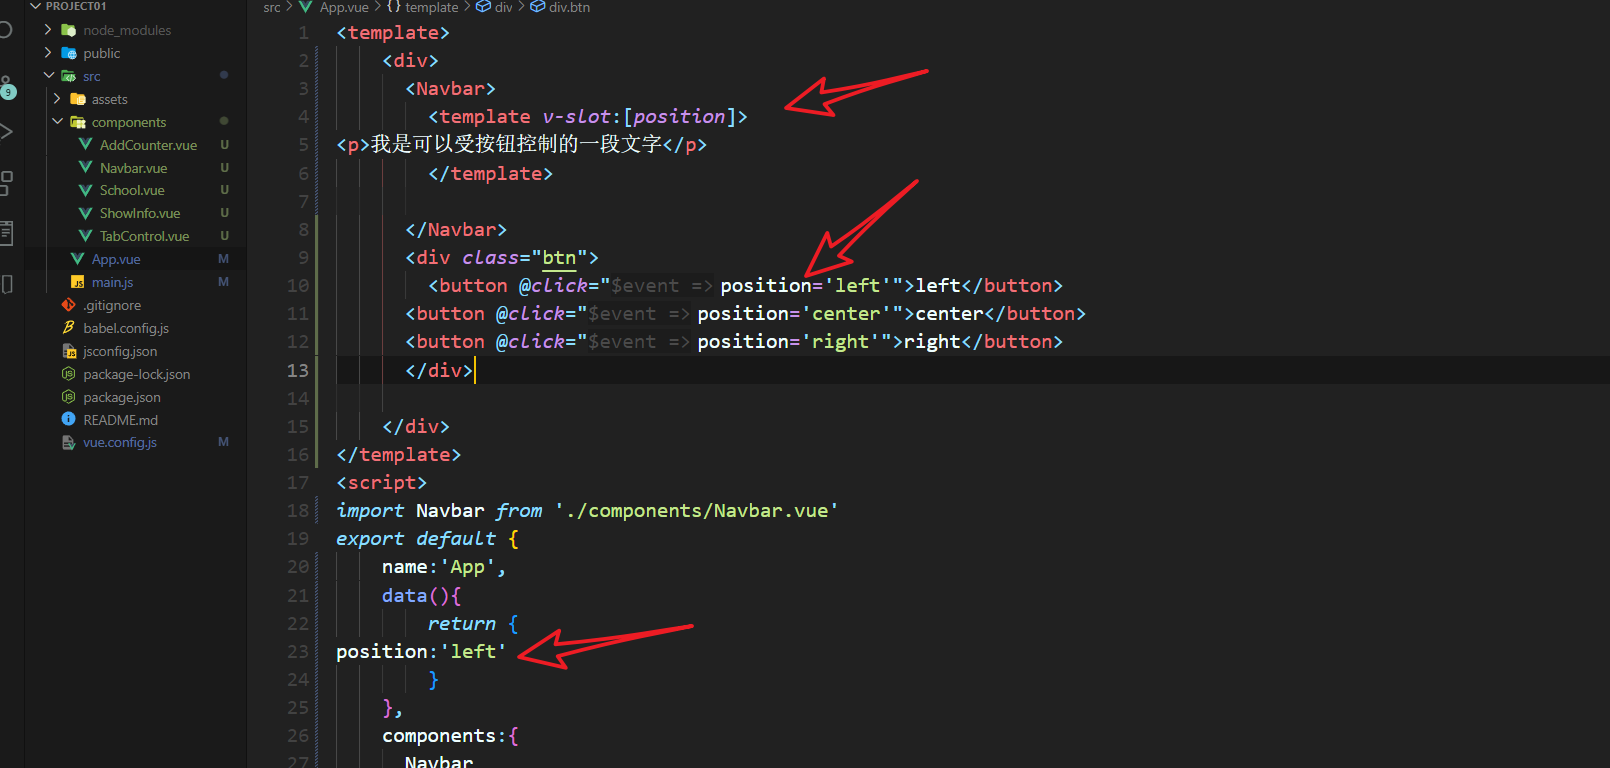 PROJECT01
node_modules
public
src
assets
components
AddCounter.vue U
Navbar.vue U
School.vue U
ShowInfo.vue U
TabControl.vue U
App.vue M
main.js M
.gitignore
babel.config.js
jsconfig.json
package-lock.json
package.json
README.md
vue.config.js M
9
src > App.vue > {} template > div > div.btn
1 <template>
2 <div>
3 <Navbar>
4 <template v-slot:[position]>
5 <p>我是可以受按钮控制的一段文字</p>
6 </template>
7
8 </Navbar>
9 <div class="btn">
10 <button @click="$event => position='left'">left</button>
11 <button @click="$event => position='center'">center</button>
12 <button @click="$event => position='right'">right</button>
13 </div>
14
15 </div>
16 </template>
17 <script>
18 import Navbar from './components/Navbar.vue'
19 export default {
20 name:'App',
21 data(){
22 return {
23 position:'left'
24 }
25 },
26 components:{
27 Navbar